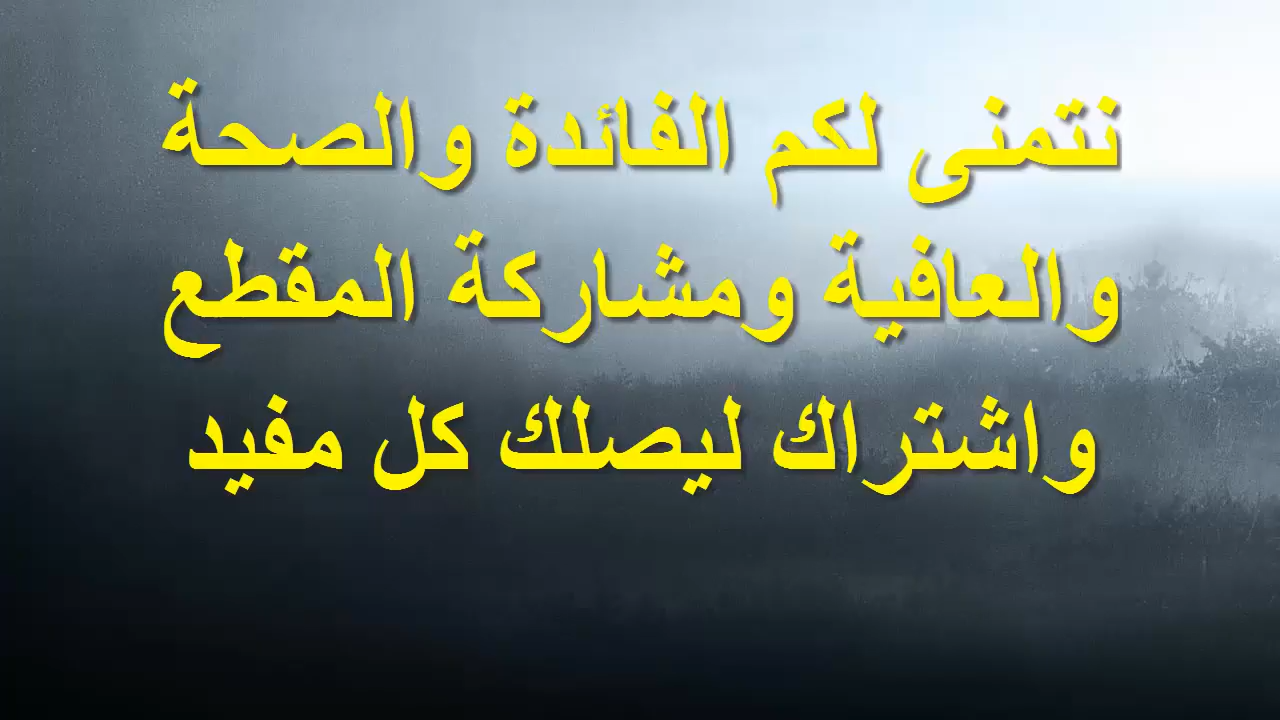 نتمنى لكم الفائدة والصحة
والعافية ومشاركة المقطع
واشتراك ليصلك كل مفيد